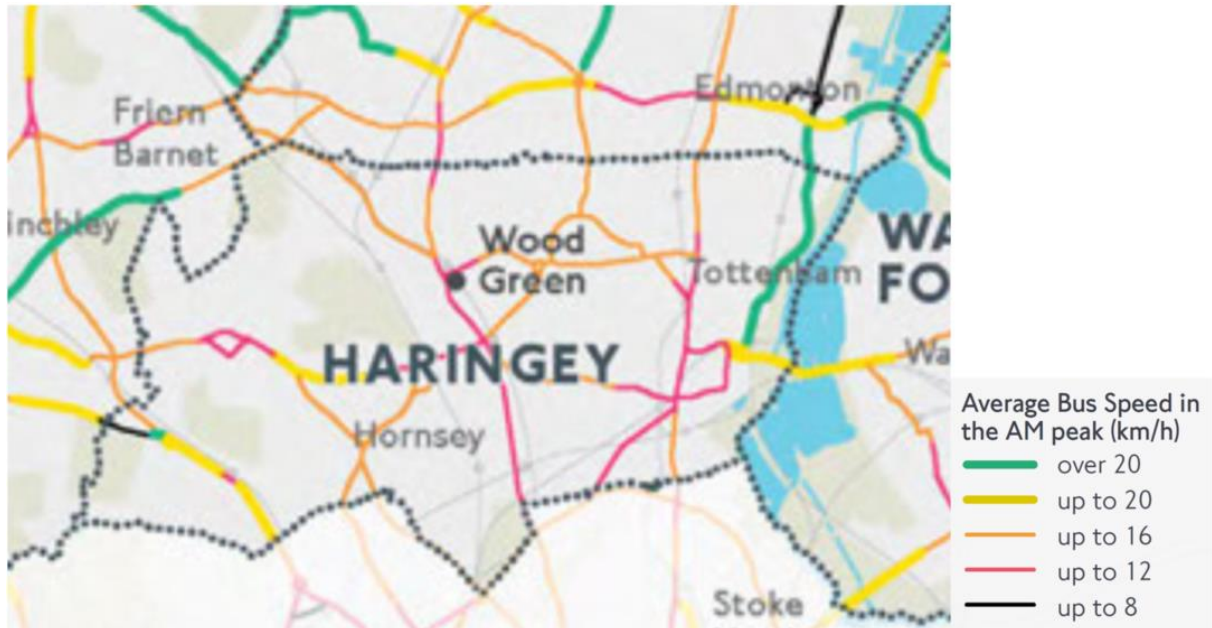 Edmonton
Friern
Barnet
inchley
Wood
Green
Tottenham
WA
FO
HARINGEY
Wa
Hornsey
Stoke
Average Bus Speed in
the AM peak (km/h)
over 20
up to 20
up to 16
up to 12
up to 8